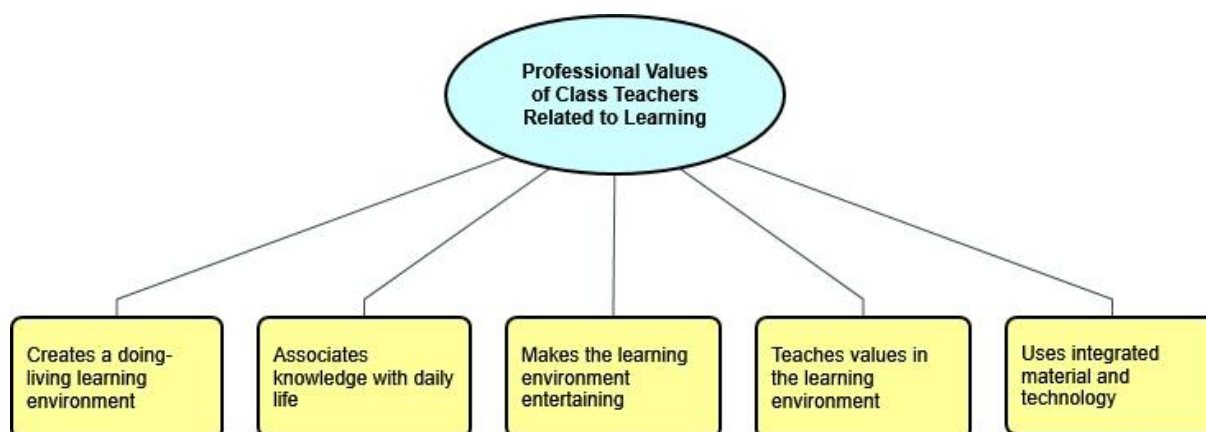 Professional Values
of Class Teachers
Related to Learning
Creates a doing-
living learning
environment
Associates
knowledge with daily
life
Makes the learning
environment
entertaining
Teaches values in
the learning
environment
Uses integrated
material and
technology